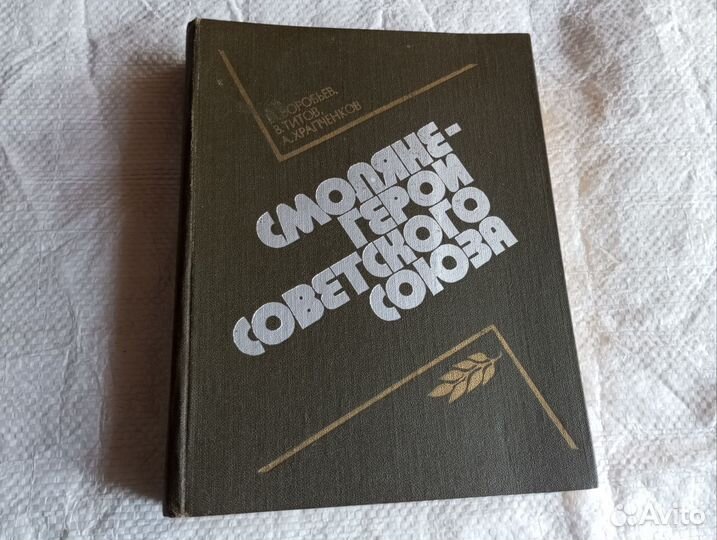 ВОРОБЬЕВ,
В. ТИТОВ,
А. ХРАПЧЕНКОВ
СМОЛЯНЕ-
ГЕРОИ
СОВЕТСКОГО
СОЮЗА
Avito